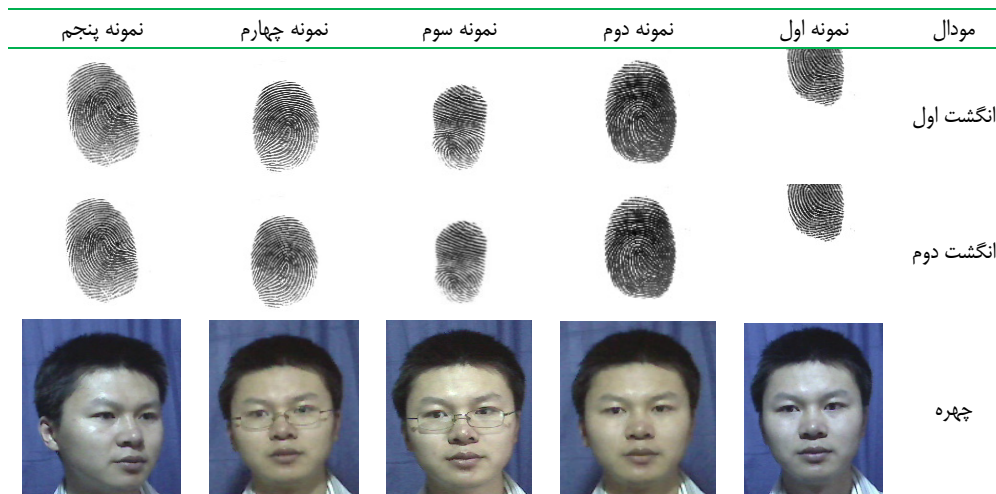 مودال نمونه اول نمونه دوم نمونه سوم نمونه چهارم نمونه پنجم
انگشت اول
انگشت دوم
چهره